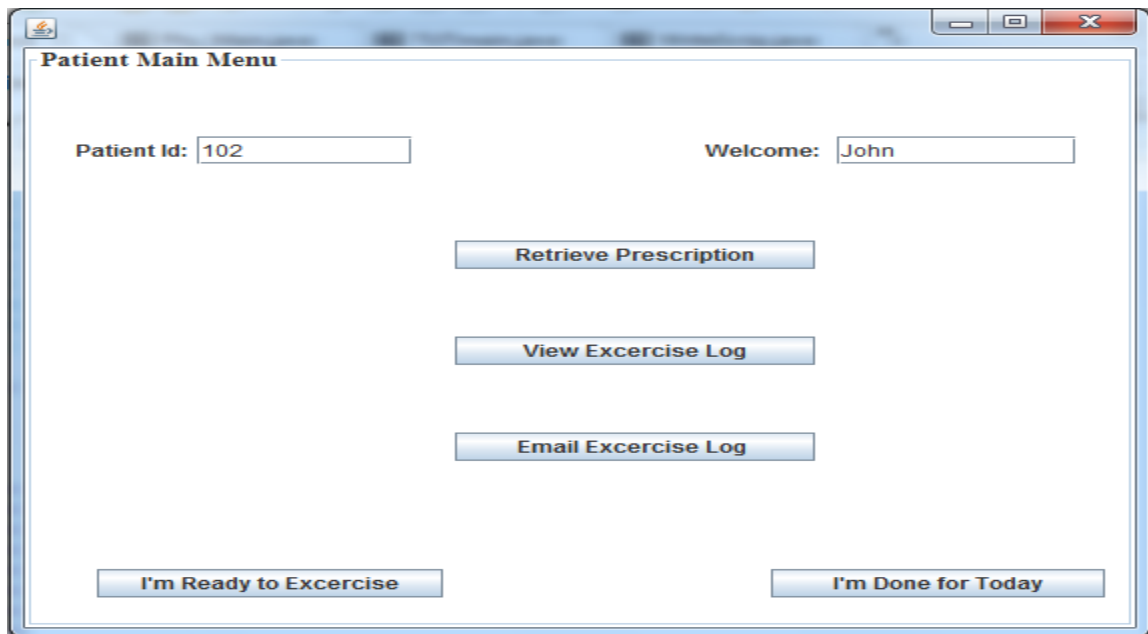 Patient Main Menu
Patient Id: 102 Welcome: John
Retrieve Prescription
View Excercise Log
Email Excercise Log
I'm Ready to Excercise I'm Done for Today